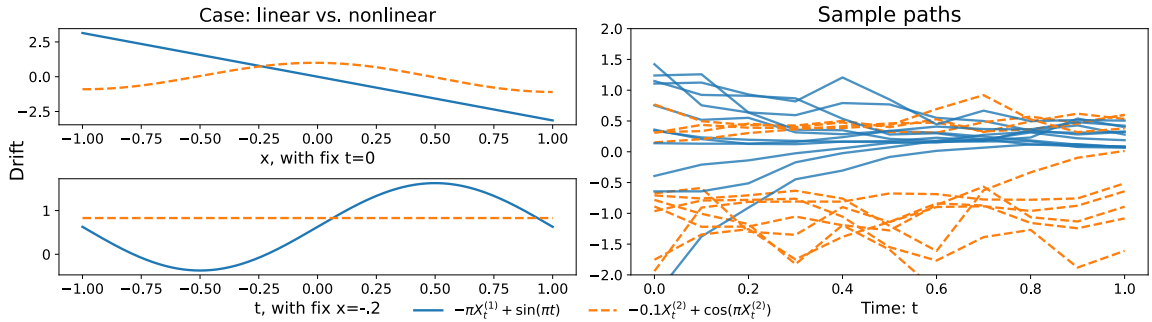 Case: linear vs. nonlinear
Drift
2.5
0.0
−2.5
−1.00 −0.75 −0.50 −0.25 0.00 0.25 0.50 0.75 1.00
x, with fix t=0
1
0
−1.00 −0.75 −0.50 −0.25 0.00 0.25 0.50 0.75 1.00
t, with fix x=-.2
Sample paths
2.0
1.5
1.0
0.5
0.0
−0.5
−1.0
−1.5
−2.0
0.0 0.2 0.4 0.6 0.8 1.0
Time: t
−πX_t^{(1)} + sin(πt)
−0.1X_t^{(2)} + cos(πX_t^{(2)})